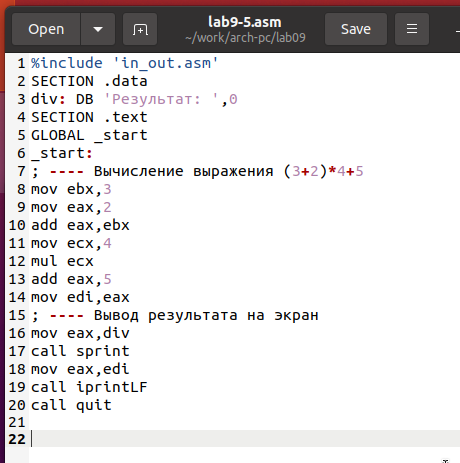 lab9-5.asm
Open
~/work/arch-pc/lab09
Save
1 %include 'in_out.asm'
2 SECTION .data
3 div: DB 'Результат: ',0
4 SECTION .text
5 GLOBAL _start
6 _start:
7 ; ---- Вычисление выражения (3+2)*4+5
8 mov ebx,3
9 mov eax,2
10 add eax,ebx
11 mov ecx,4
12 mul ecx
13 add eax,5
14 mov edi,eax
15 ; ---- Вывод результата на экран
16 mov eax,div
17 call sprint
18 mov eax,edi
19 call iprintLF
20 call quit
21
22